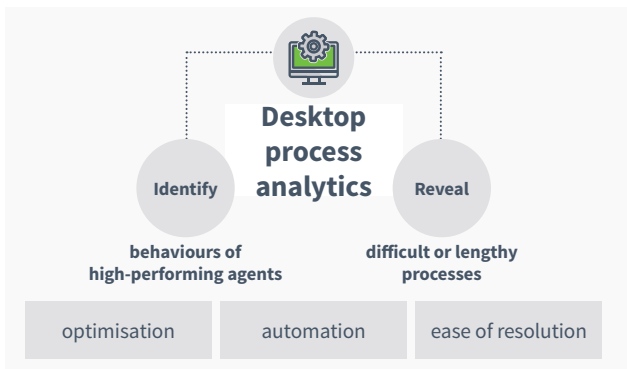 Desktop
process
analytics
Identify
Reveal
behaviours of
high-performing agents
difficult or lengthy
processes
optimisation
automation
ease of resolution